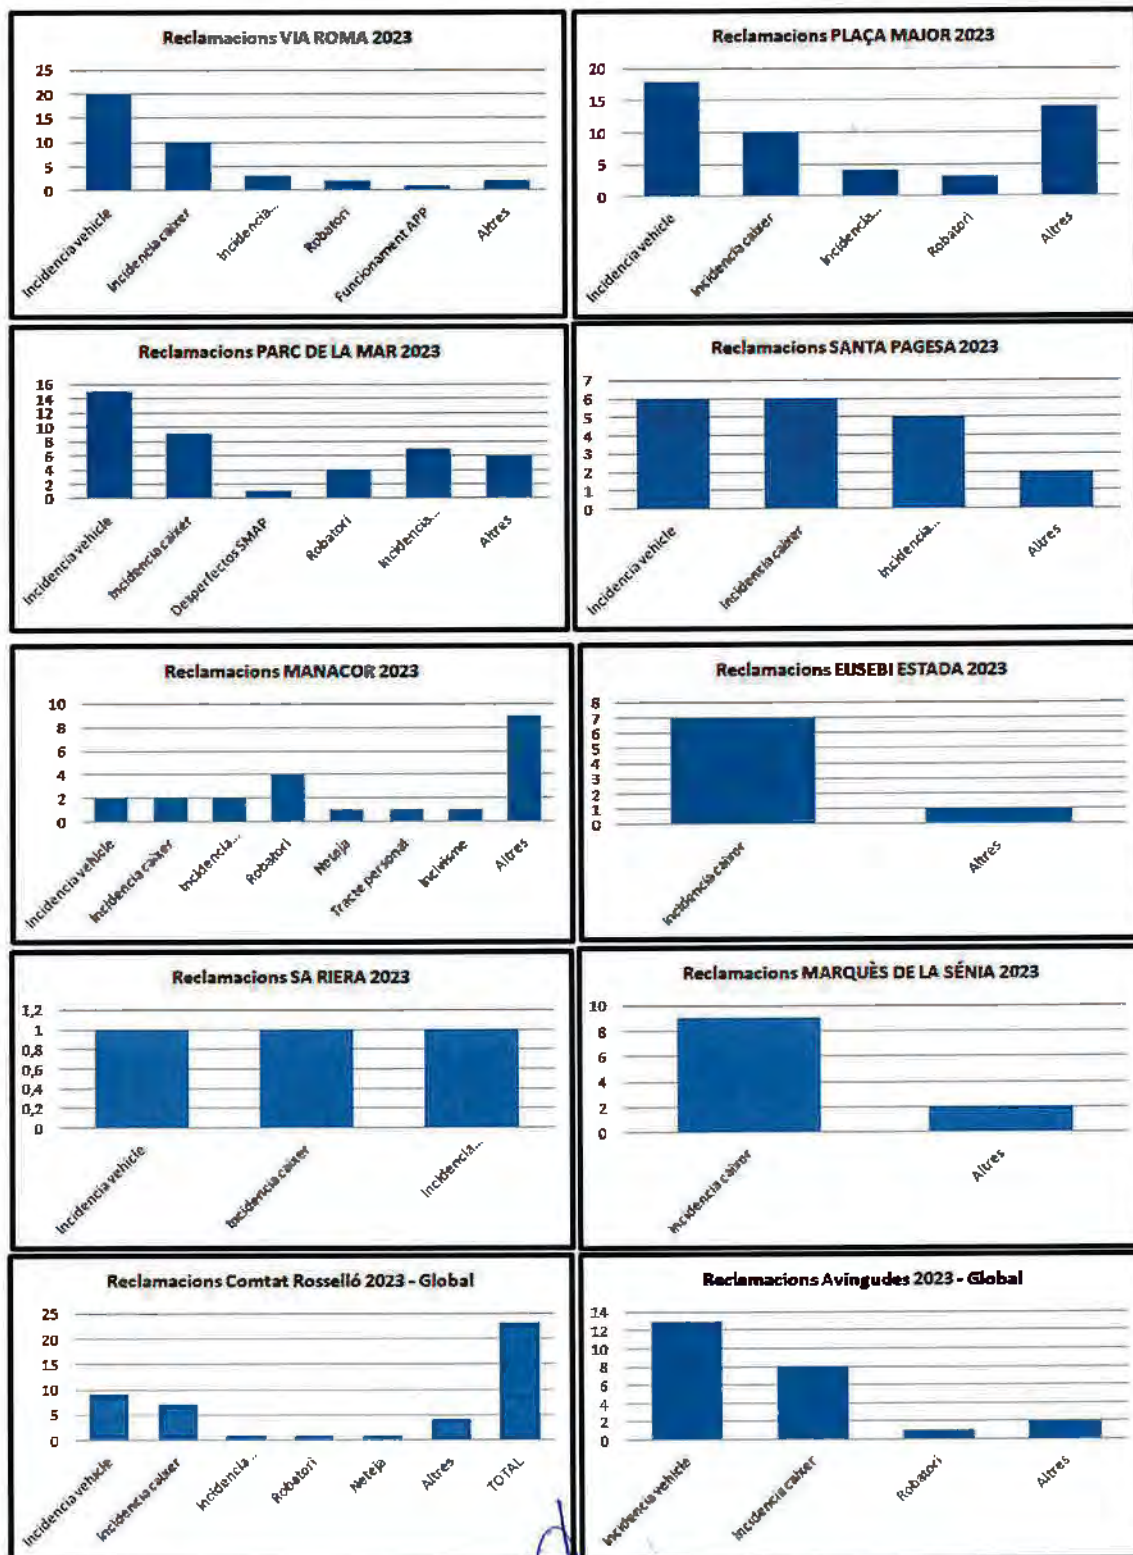 Reclamacions VIA ROMA 2023
25
20
15
10
5
0
Incidencia vehicle
Incidencia caixer
Incidencia...
Robatori
Funcionament APP
Altres
Reclamacions PLAÇA MAJOR 2023
20
15
10
5
0
Incidencia vehicle
Incidencia caixer
Incidencia...
Robatori
Altres
Reclamacions PARC DE LA MAR 2023
16
14
12
10
8
6
4
2
0
Incidencia vehicle
Incidencia caixer
Desperfectos SMAP
Robatori
Incidencia...
Altres
Reclamacions SANTA PAGESA 2023
7
6
5
4
3
2
1
0
Incidencia vehicle
Incidencia caixer
Incidencia...
Altres
Reclamacions MANACOR 2023
10
8
6
4
2
0
Incidencia vehicle
Incidencia caixer
Incidencia...
Robatori
Neteja
Tracte personal
Incivisme
Altres
Reclamacions EUSEBI ESTADA 2023
8
7
6
5
4
3
2
1
0
Incidencia caixer
Altres
Reclamacions SA RIERA 2023
1,2
1
0,8
0,6
0,4
0,2
0
Incidencia vehicle
Incidencia caixer
Incidencia...
Reclamacions MARQUÈS DE LA SÉNIA 2023
10
8
6
4
2
0
Incidencia caixer
Altres
Reclamacions Comtat Rosselló 2023 - Global
25
20
15
10
5
0
Incidencia vehicle
Incidencia caixer
Incidencia...
Robatori
Neteja
Altres
TOTAL
Reclamacions Avingudes 2023 - Global
14
12
10
8
6
4
2
0
Incidencia vehicle
Incidencia caixer
Robatori
Altres